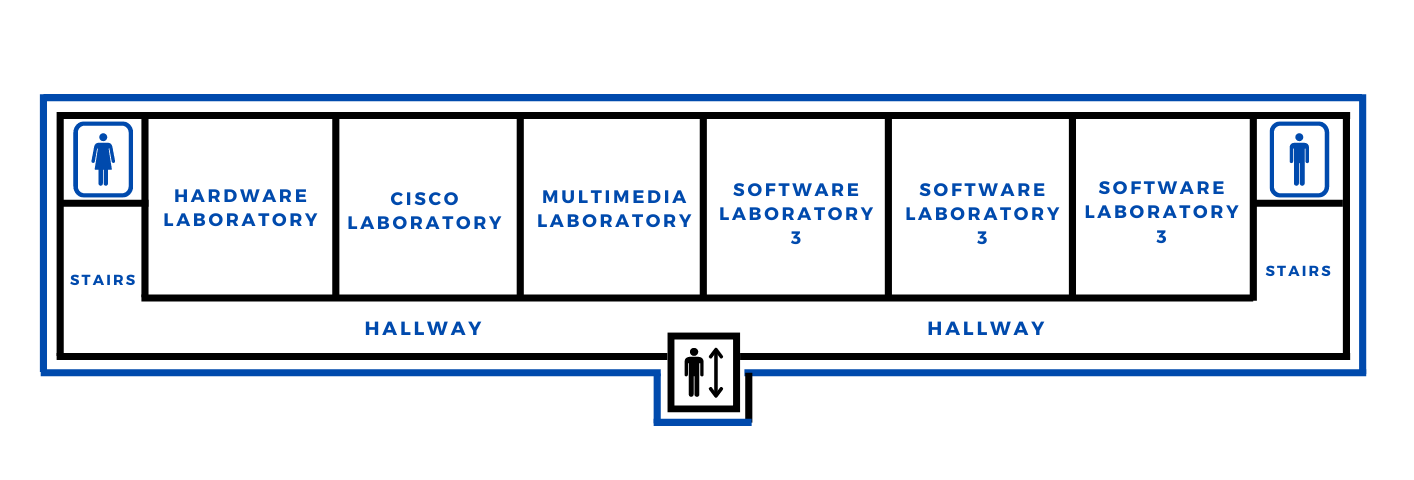 HARDWARE
LABORATORY
CISCO
LABORATORY
MULTIMEDIA
LABORATORY
SOFTWARE
LABORATORY
3
SOFTWARE
LABORATORY
3
SOFTWARE
LABORATORY
3
STAIRS
STAIRS
HALLWAY
HALLWAY